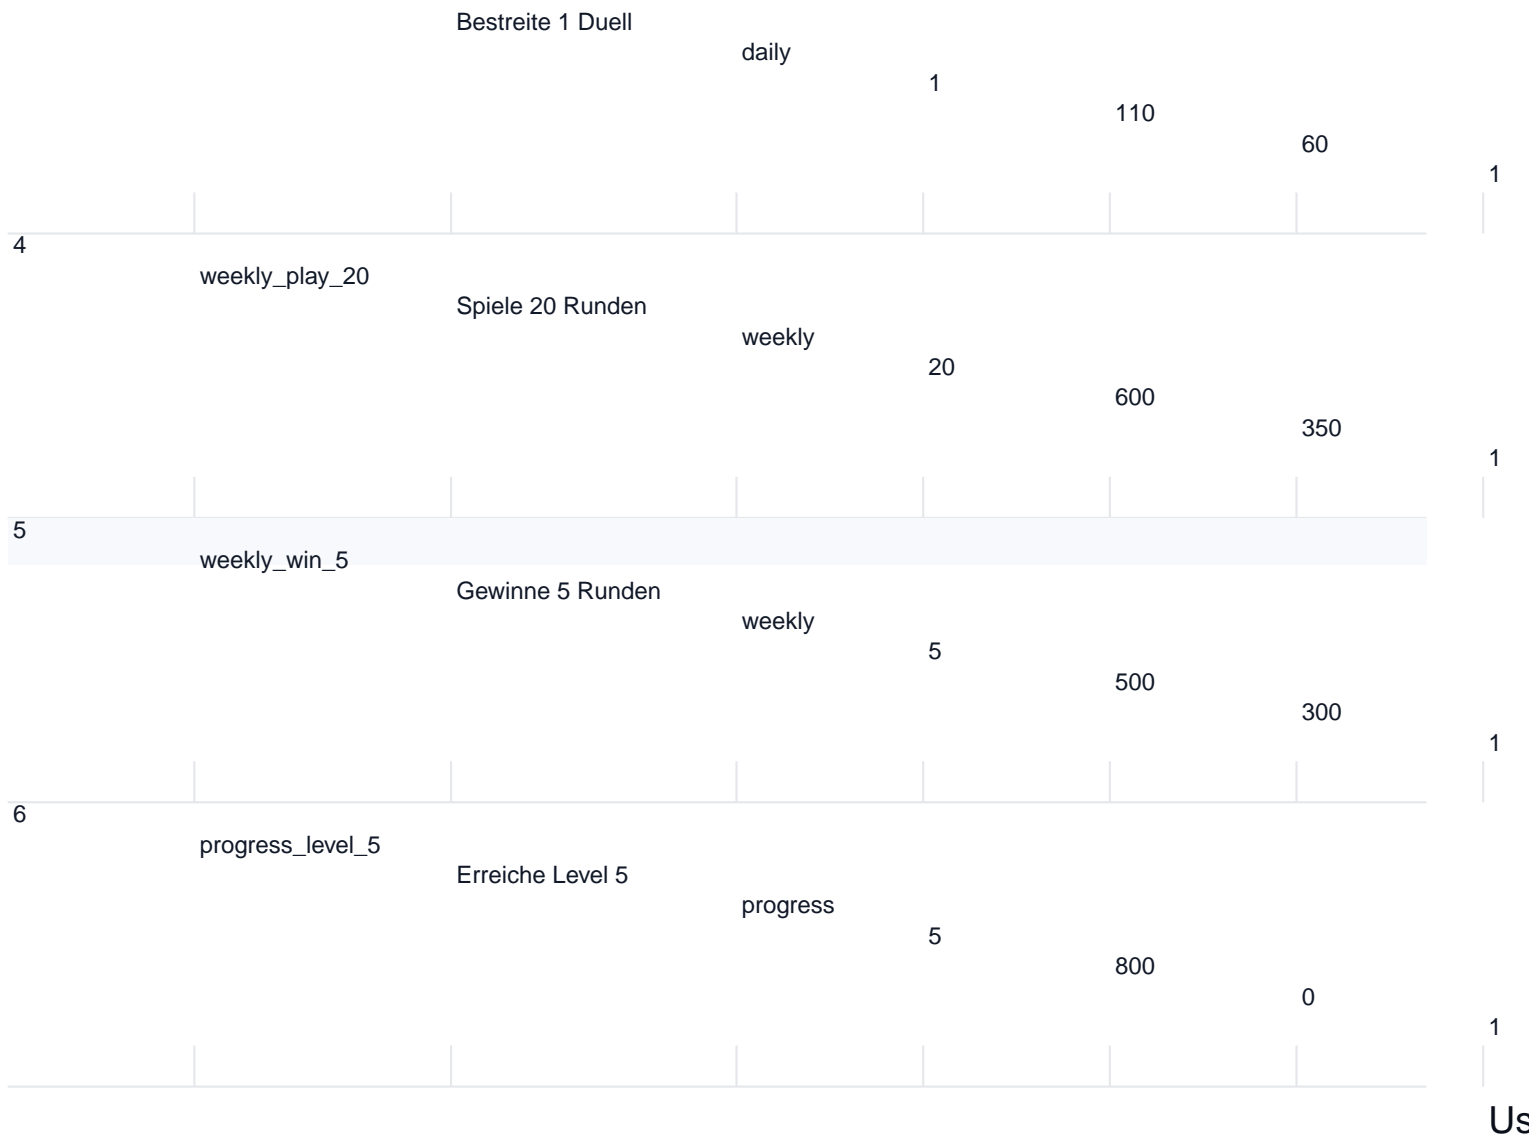 Bestreite 1 Duell
daily
1
110
60
1
4
weekly_play_20
Spiele 20 Runden
weekly
20
600
350
1
5
weekly_win_5
Gewinne 5 Runden
weekly
5
500
300
1
6
progress_level_5
Erreiche Level 5
progress
5
800
0
1